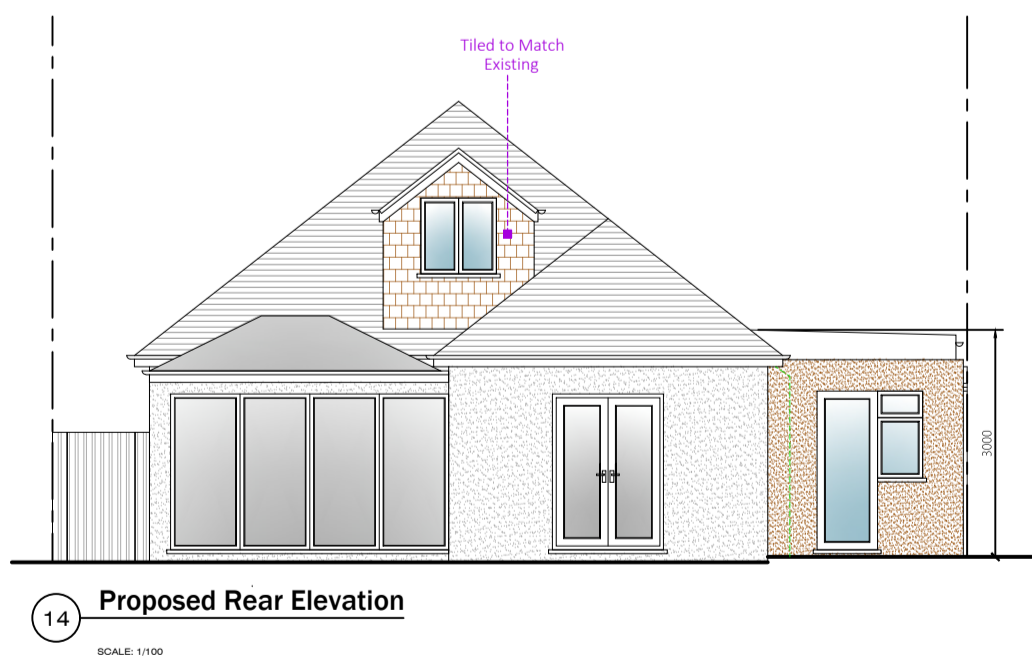 Tiled to Match
Existing
3000
14
Proposed Rear Elevation
SCALE: 1/100